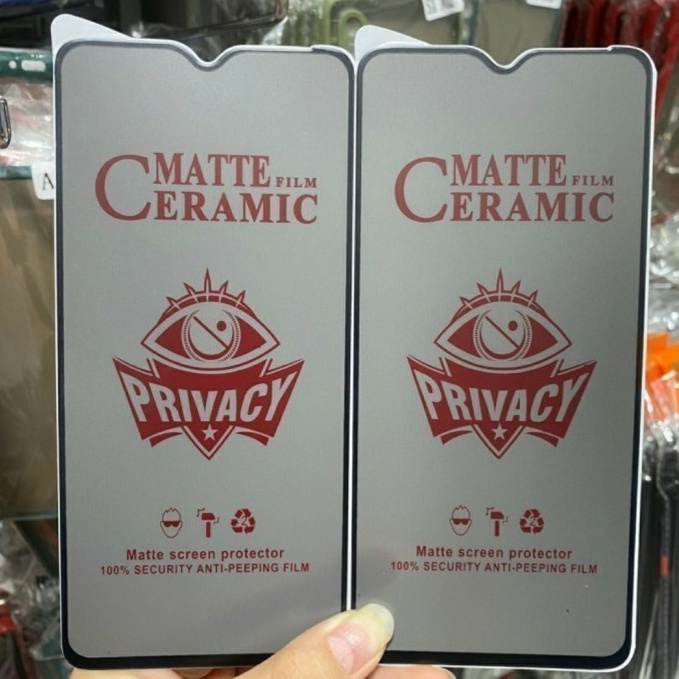 MATTE FILM
CERAMIC
PRIVACY
Matte screen protector
100% SECURITY ANTI-PEEPING FILM
MATTE FILM
CERAMIC
PRIVACY
Matte screen protector
100% SECURITY ANTI-PEEPING FILM
A